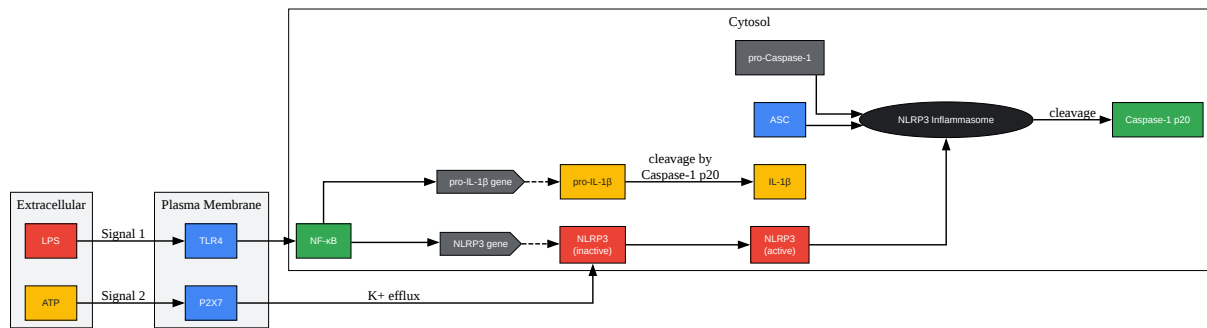 Cytosol
pro-Caspase-1
ASC
NLRP3 Inflammasome
cleavage
Caspase-1 p20
cleavage by
Caspase-1 p20
pro-IL-1β gene
pro-IL-1β
IL-1β
Extracellular
Plasma Membrane
LPS
Signal 1
TLR4
NF-κB
NLRP3 gene
NLRP3
(inactive)
NLRP3
(active)
ATP
Signal 2
P2X7
K+ efflux